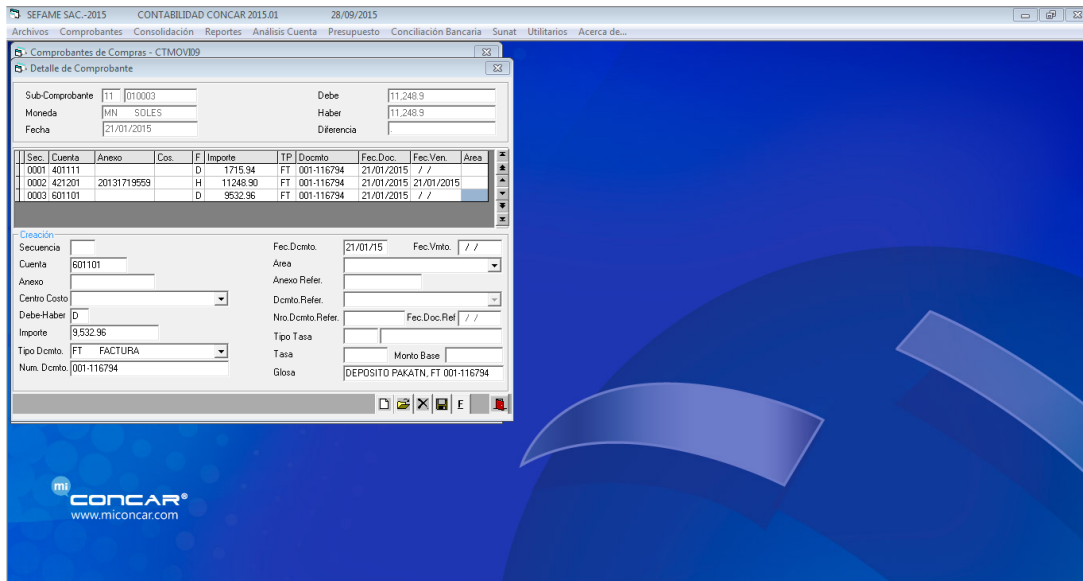 SEFAME SAC.-2015 CONTABILIDAD CONCAR 2015.01 28/09/2015
Archivos Comprobantes Consolidación Reportes Análisis Cuenta Presupuesto Conciliación Bancaria Sunat Utilitarios Acerca de...
Comprobantes de Compras - CTMOVI09
Detalle de Comprobante
Sub-Comprobante 11 010003 Debe 11,248.9
Moneda MN SOLES Haber 11,248.9
Fecha 21/01/2015 Diferencia .
Sec. Cuenta Anexo Cos. F Importe TP Docmto Fec.Doc. Fec.Ven. Area
0001 401111 D 1715.94 FT 001-116794 21/01/2015 / /
0002 421201 20131719559 H 11248.90 FT 001-116794 21/01/2015 21/01/2015
0003 601101 D 9532.96 FT 001-116794 21/01/2015 / /
Creación
Secuencia Fec.Dcmto. 21/01/15 Fec.Vmto. / /
Cuenta 601101 Area
Anexo Anexo Refer.
Centro Costo Dcmto.Refer.
Debe-Haber D Nro.Dcmto.Refer. Fec.Doc.Ref / /
Importe 9,532.96 Tipo Tasa
Tipo Dcmto. FT FACTURA Tasa Monto Base
Num. Dcmto. 001-116794 Glosa DEPOSITO PAKATN, FT 001-116794
E
mi
CONCAR®
www.miconcar.com